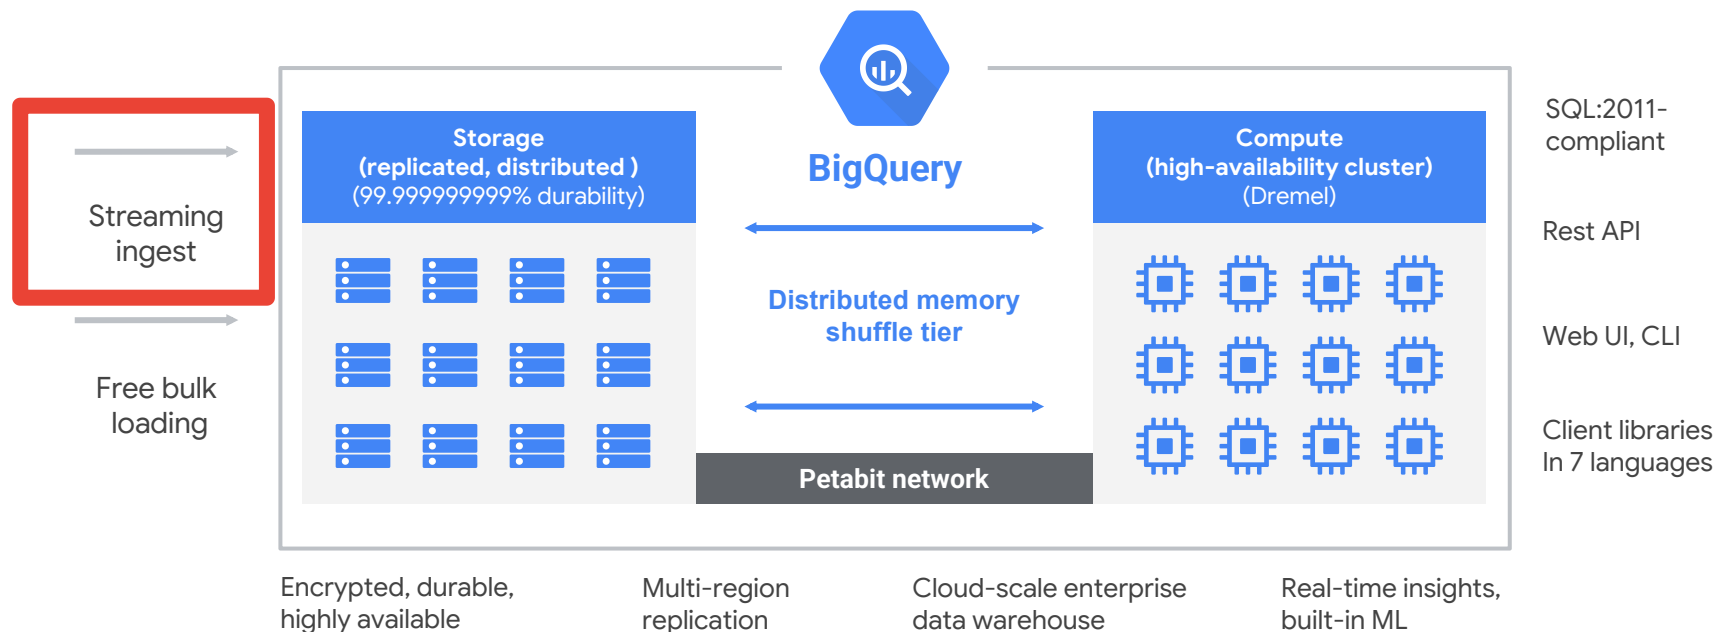 Streaming
ingest
Free bulk
loading
Storage
(replicated, distributed )
(99.999999999% durability)
BigQuery
Distributed memory
shuffle tier
Petabit network
Compute
(high-availability cluster)
(Dremel)
SQL:2011-
compliant
Rest API
Web UI, CLI
Client libraries
In 7 languages
Encrypted, durable,
highly available
Multi-region
replication
Cloud-scale enterprise
data warehouse
Real-time insights,
built-in ML